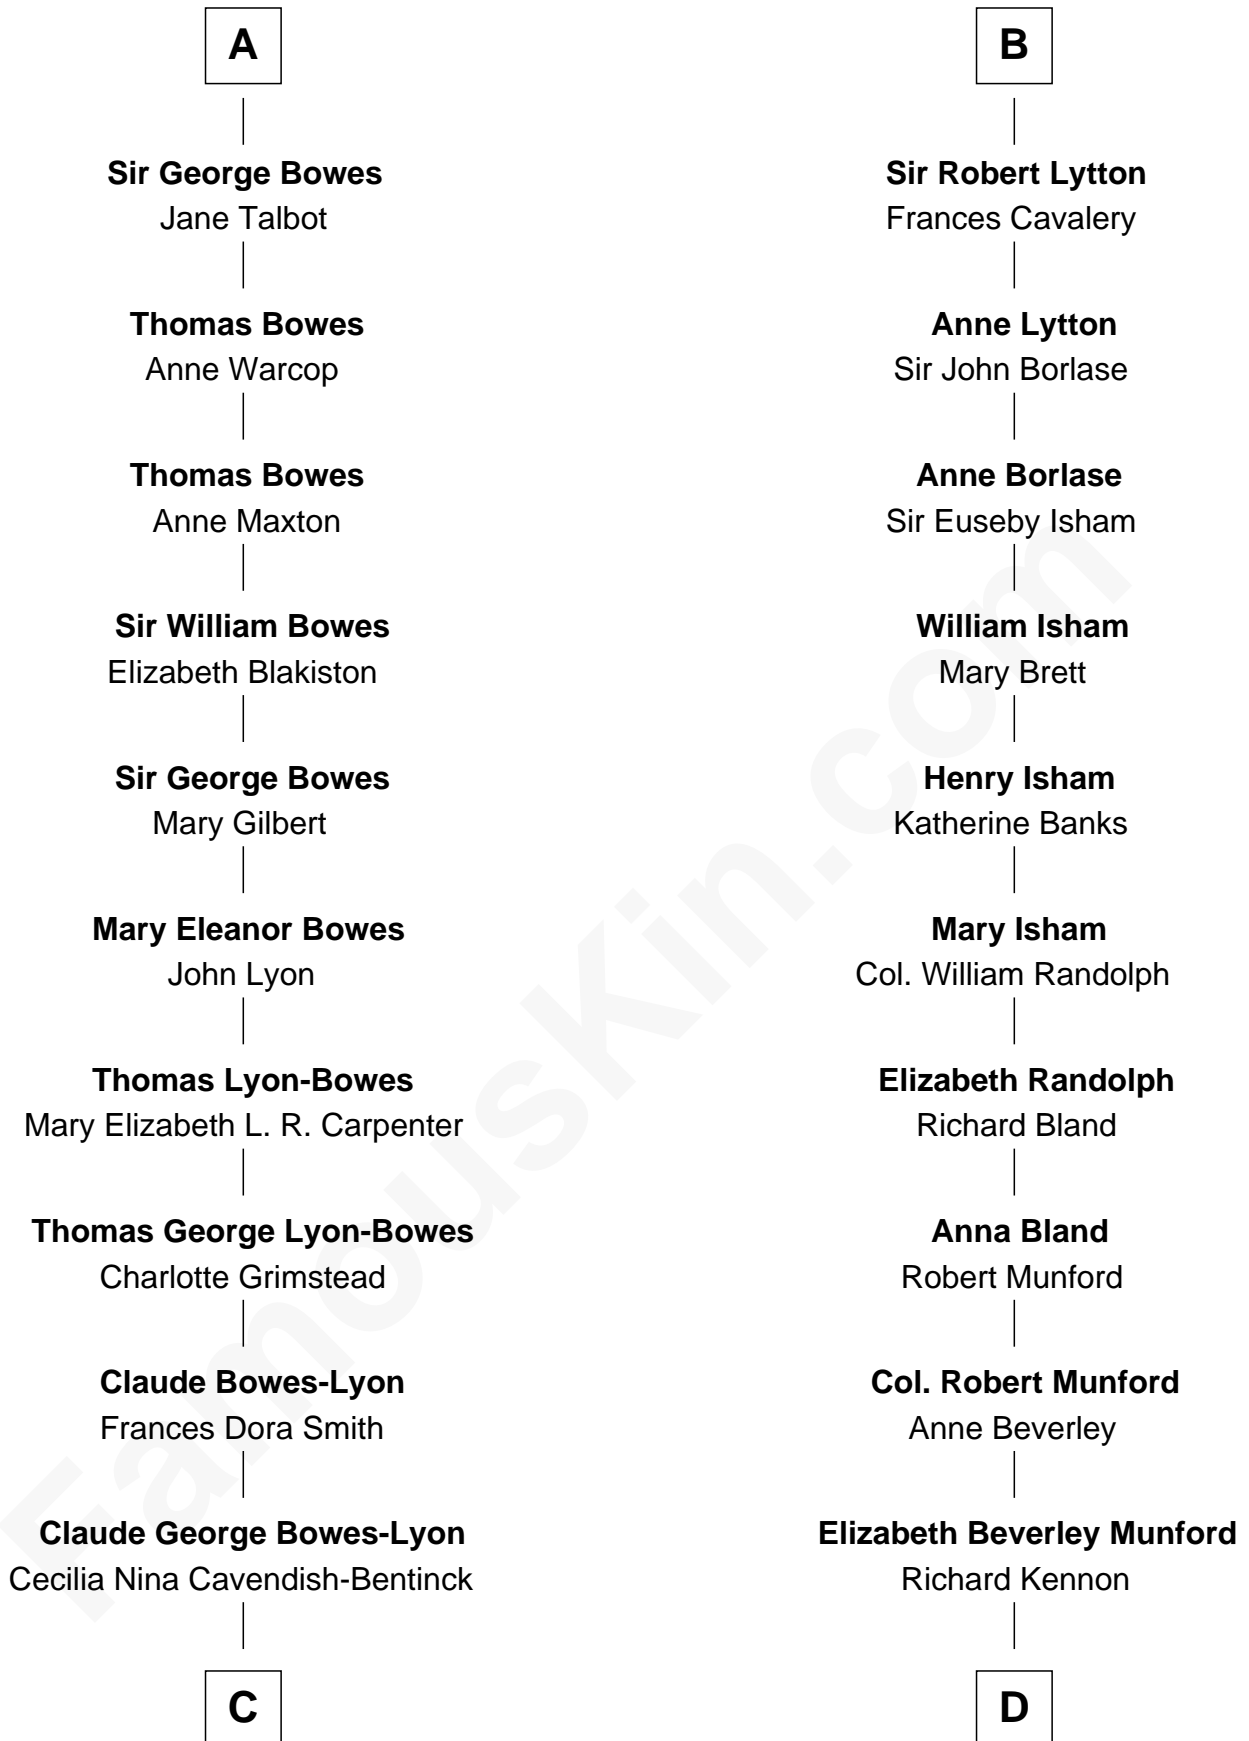 A
Sir George Bowes
Jane Talbot
Thomas Bowes
Anne Warcop
Thomas Bowes
Anne Maxton
Sir William Bowes
Elizabeth Blakiston
Sir George Bowes
Mary Gilbert
Mary Eleanor Bowes
John Lyon
Thomas Lyon-Bowes
Mary Elizabeth L. R. Carpenter
Thomas George Lyon-Bowes
Charlotte Grimstead
Claude Bowes-Lyon
Frances Dora Smith
Claude George Bowes-Lyon
Cecilia Nina Cavendish-Bentinck
C
B
Sir Robert Lytton
Frances Cavalery
Anne Lytton
Sir John Borlase
Anne Borlase
Sir Euseby Isham
William Isham
Mary Brett
Henry Isham
Katherine Banks
Mary Isham
Col. William Randolph
Elizabeth Randolph
Richard Bland
Anna Bland
Robert Munford
Col. Robert Munford
Anne Beverley
Elizabeth Beverley Munford
Richard Kennon
D
FamousKin.com